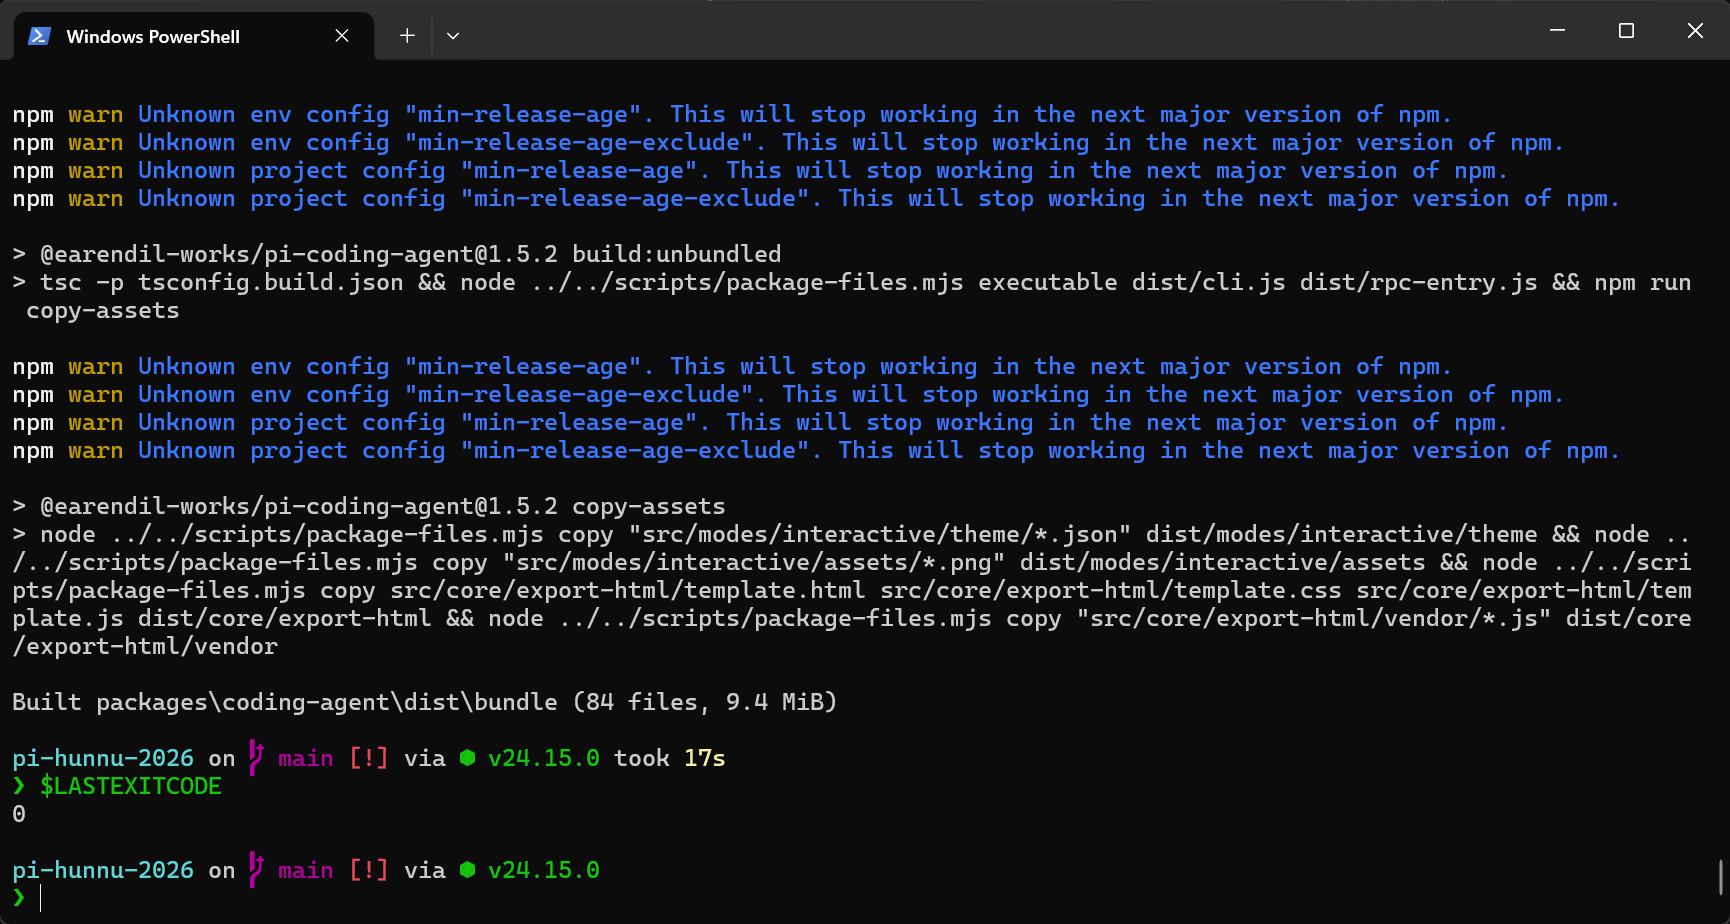 Windows PowerShell
npm warn Unknown env config "min-release-age". This will stop working in the next major version of npm.
npm warn Unknown env config "min-release-age-exclude". This will stop working in the next major version of npm.
npm warn Unknown project config "min-release-age". This will stop working in the next major version of npm.
npm warn Unknown project config "min-release-age-exclude". This will stop working in the next major version of npm.
> @earendil-works/pi-coding-agent@1.5.2 build:unbundled
> tsc -p tsconfig.build.json && node ../../scripts/package-files.mjs executable dist/cli.js dist/rpc-entry.js && npm run
copy-assets
npm warn Unknown env config "min-release-age". This will stop working in the next major version of npm.
npm warn Unknown env config "min-release-age-exclude". This will stop working in the next major version of npm.
npm warn Unknown project config "min-release-age". This will stop working in the next major version of npm.
npm warn Unknown project config "min-release-age-exclude". This will stop working in the next major version of npm.
> @earendil-works/pi-coding-agent@1.5.2 copy-assets
> node ../../scripts/package-files.mjs copy "src/modes/interactive/theme/*.json" dist/modes/interactive/theme && node ..
/../scripts/package-files.mjs copy "src/modes/interactive/assets/*.png" dist/modes/interactive/assets && node ../../scri
pts/package-files.mjs copy src/core/export-html/template.html src/core/export-html/template.css src/core/export-html/tem
plate.js dist/core/export-html && node ../../scripts/package-files.mjs copy "src/core/export-html/vendor/*.js" dist/core
/export-html/vendor
Built packages\coding-agent\dist\bundle (84 files, 9.4 MiB)
pi-hunnu-2026 on main [!] via ⬢ v24.15.0 took 17s
❯ $LASTEXITCODE
0
pi-hunnu-2026 on main [!] via ⬢ v24.15.0
❯